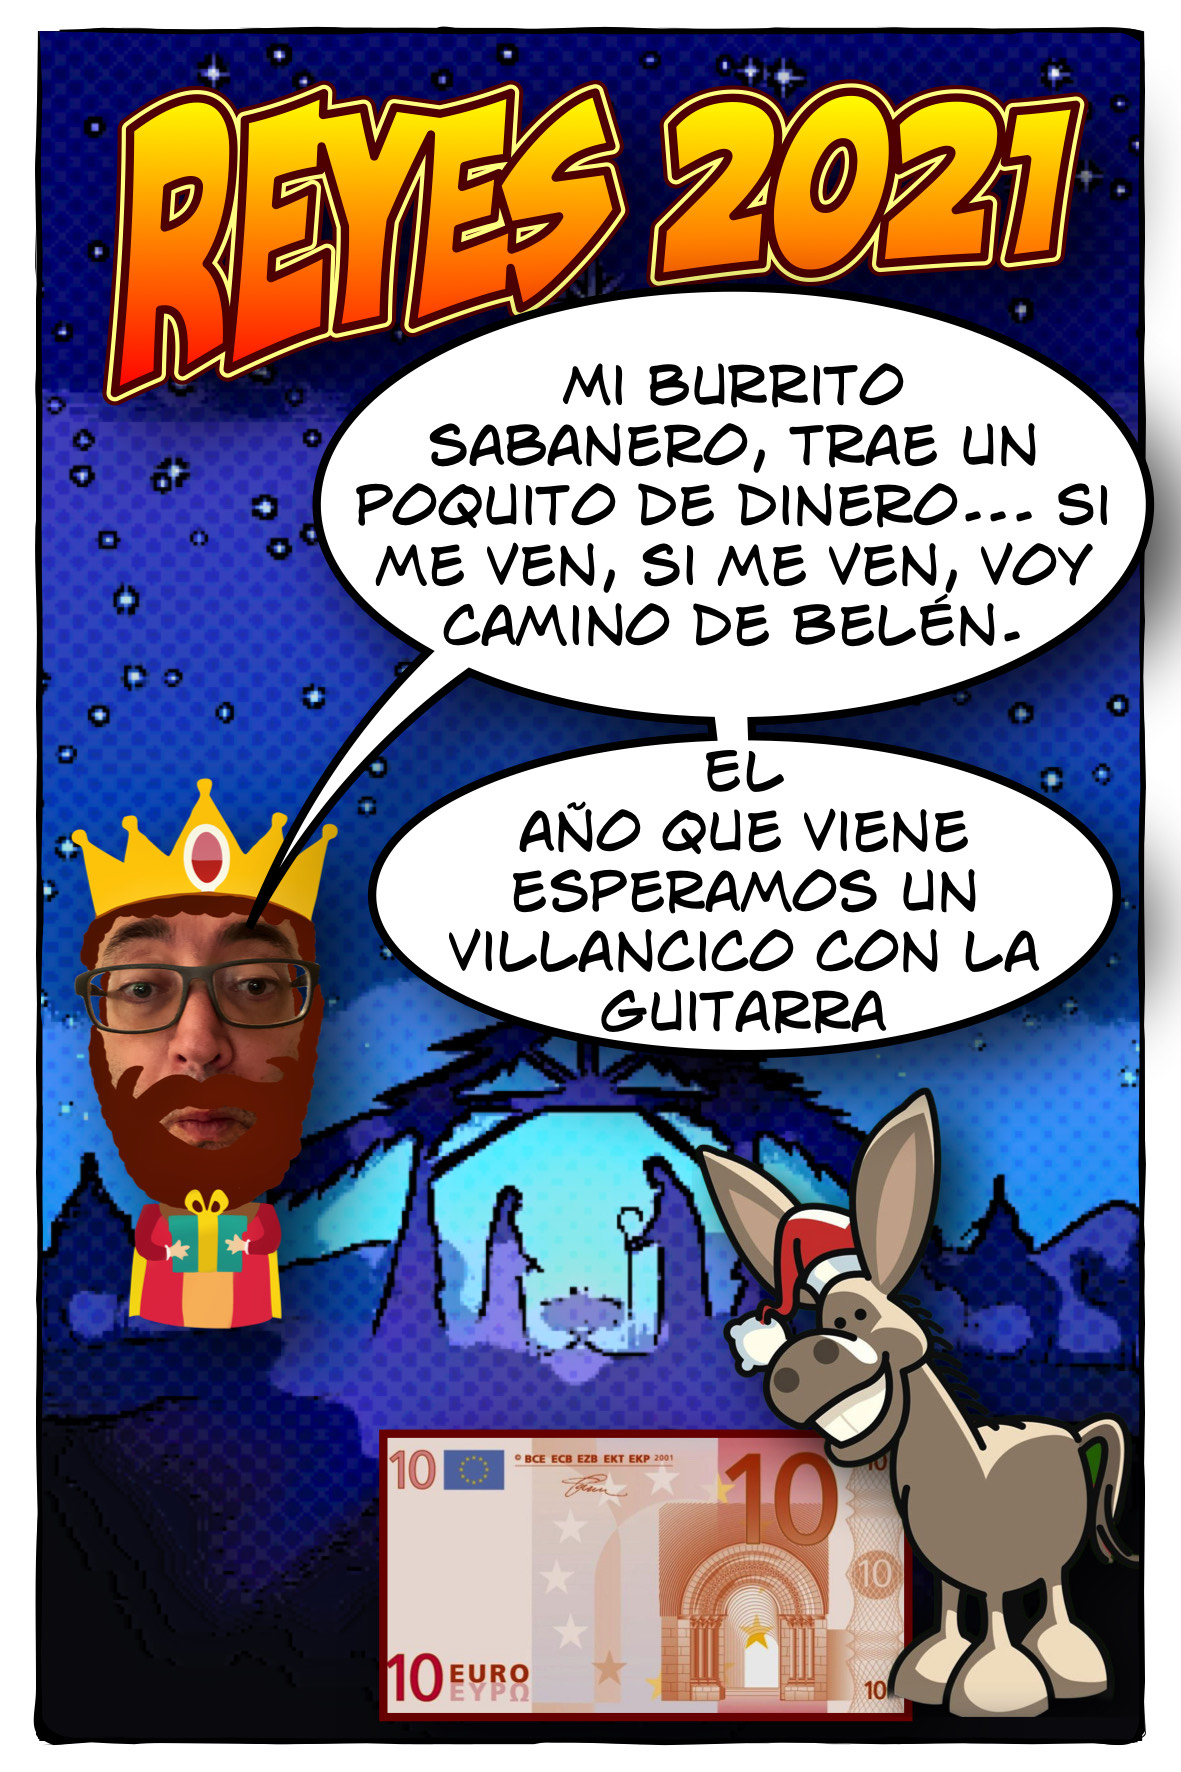 REYES 2021
MI BURRITO
SABANERO, TRAE UN
POQUITO DE DINERO... SI
ME VEN, SI ME VEN, VOY
CAMINO DE BELÉN.
EL
AÑO QUE VIENE
ESPERAMOS UN
VILLANCICO CON LA
GUITARRA
10
© BCE ECB EZB EKT EKP 2001
10
10
10
10 EURO
ΕΥΡΩ
10